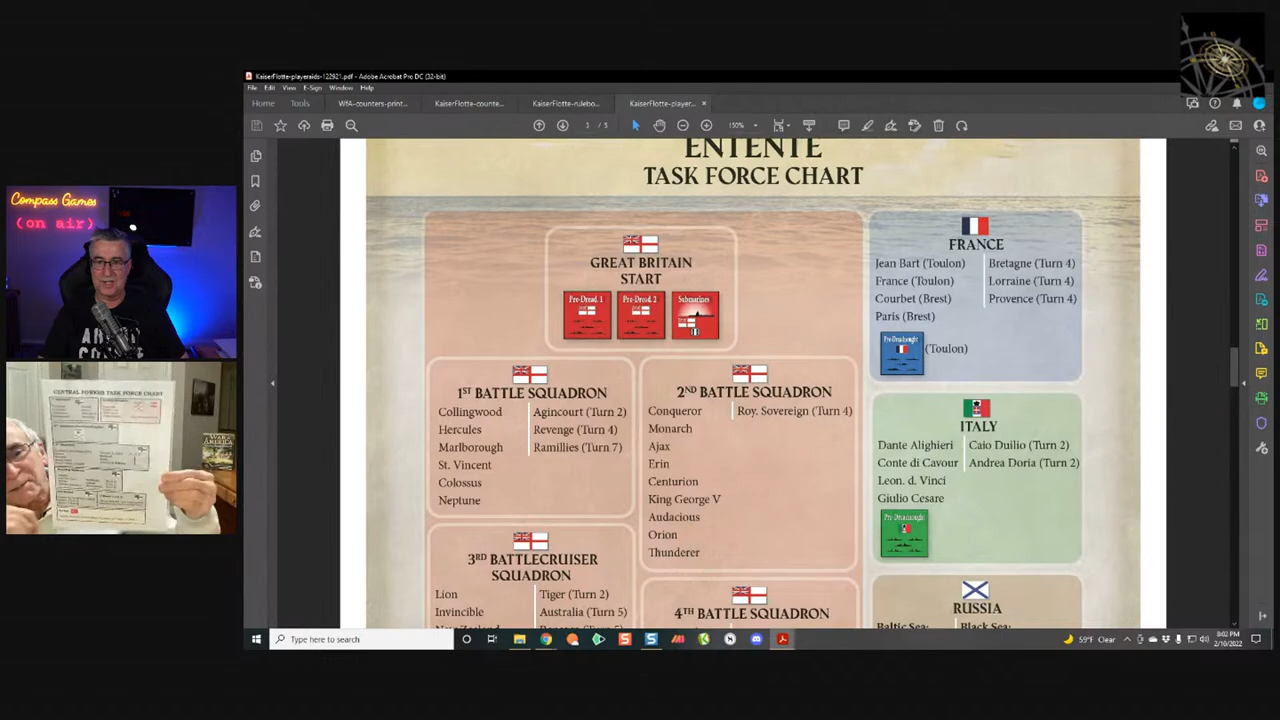 KaiserFlotte-playeraids-122921.pdf - Adobe Acrobat Pro DC (32-bit)
File Edit View E-Sign Window Help
Home Tools WfA-counters-print... KaiserFlotte-counte... KaiserFlotte-rulebo... KaiserFlotte-player... ×
/ 5 150%
Compass Games
(on air)
CENTRAL POWERS TASK FORCE CHART
ENTENTE
TASK FORCE CHART
GREAT BRITAIN
START
Pre-Dread. 1
Pre-Dread. 2
Submarines
1ST BATTLE SQUADRON
Collingwood
Hercules
Marlborough
St. Vincent
Colossus
Neptune
Agincourt (Turn 2)
Revenge (Turn 4)
Ramillies (Turn 7)
2ND BATTLE SQUADRON
Conqueror
Monarch
Ajax
Erin
Centurion
King George V
Audacious
Orion
Thunderer
Roy. Sovereign (Turn 4)
3RD BATTLECRUISER
SQUADRON
Lion
Invincible
Tiger (Turn 2)
Australia (Turn 5)
4TH BATTLE SQUADRON
FRANCE
Jean Bart (Toulon)
France (Toulon)
Courbet (Brest)
Paris (Brest)
Bretagne (Turn 4)
Lorraine (Turn 4)
Provence (Turn 4)
Pre-Dreadnought
(Toulon)
ITALY
Dante Alighieri
Conte di Cavour
Leon. d. Vinci
Giulio Cesare
Caio Duilio (Turn 2)
Andrea Doria (Turn 2)
Pre-Dreadnought
RUSSIA
Baltic Sea:
Black Sea:
Type here to search
59°F Clear
8:02 PM
2/10/2022